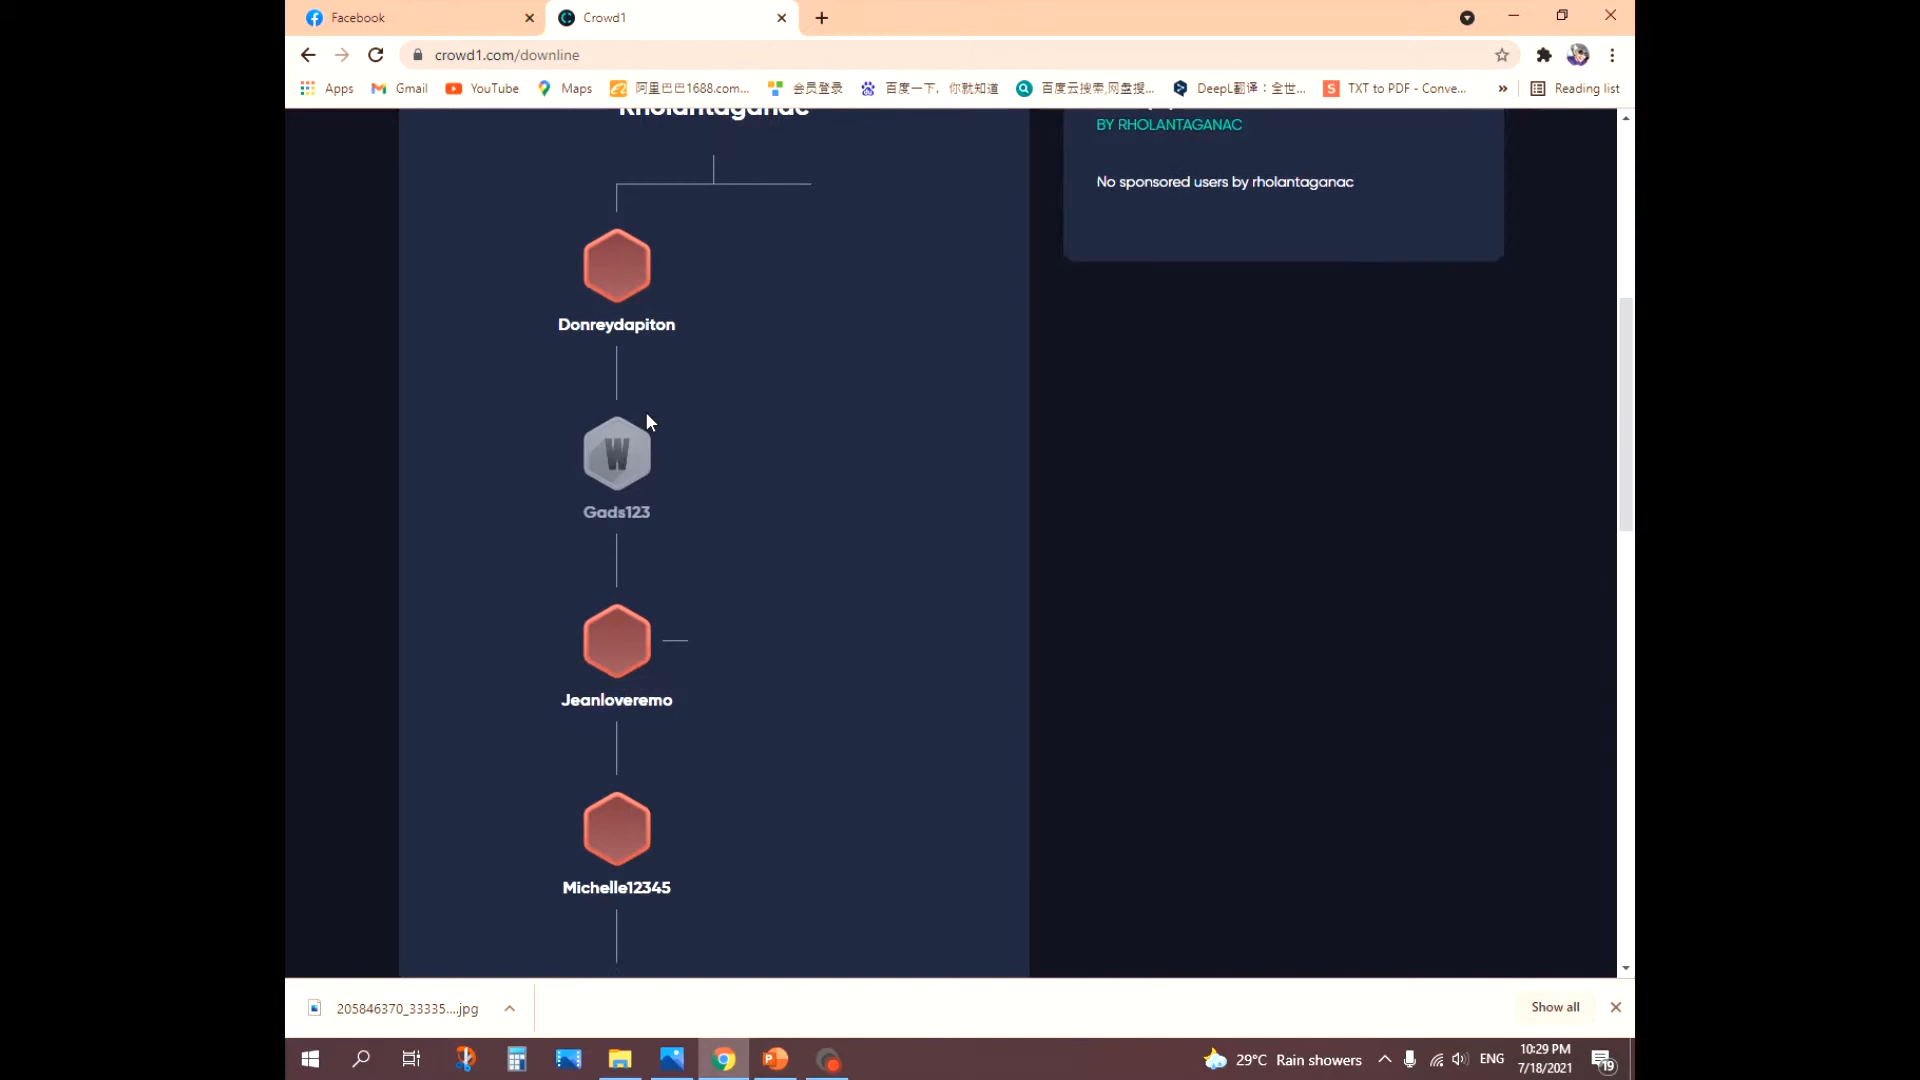 Facebook
Crowd1
crowd1.com/downline
Apps
Gmail
YouTube
Maps
阿里巴巴1688.com...
会员登录
百度一下，你就知道
百度云搜索,网盘搜...
DeepL翻译：全世...
S
TXT to PDF - Conve...
»
Reading list
Rholantaganac
BY RHOLANTAGANAC
No sponsored users by rholantaganac
Donreydapiton
W
Gads123
Jeanloveremo
Michelle12345
205846370_33335....jpg
Show all
29°C Rain showers
ENG
10:29 PM
7/18/2021
19